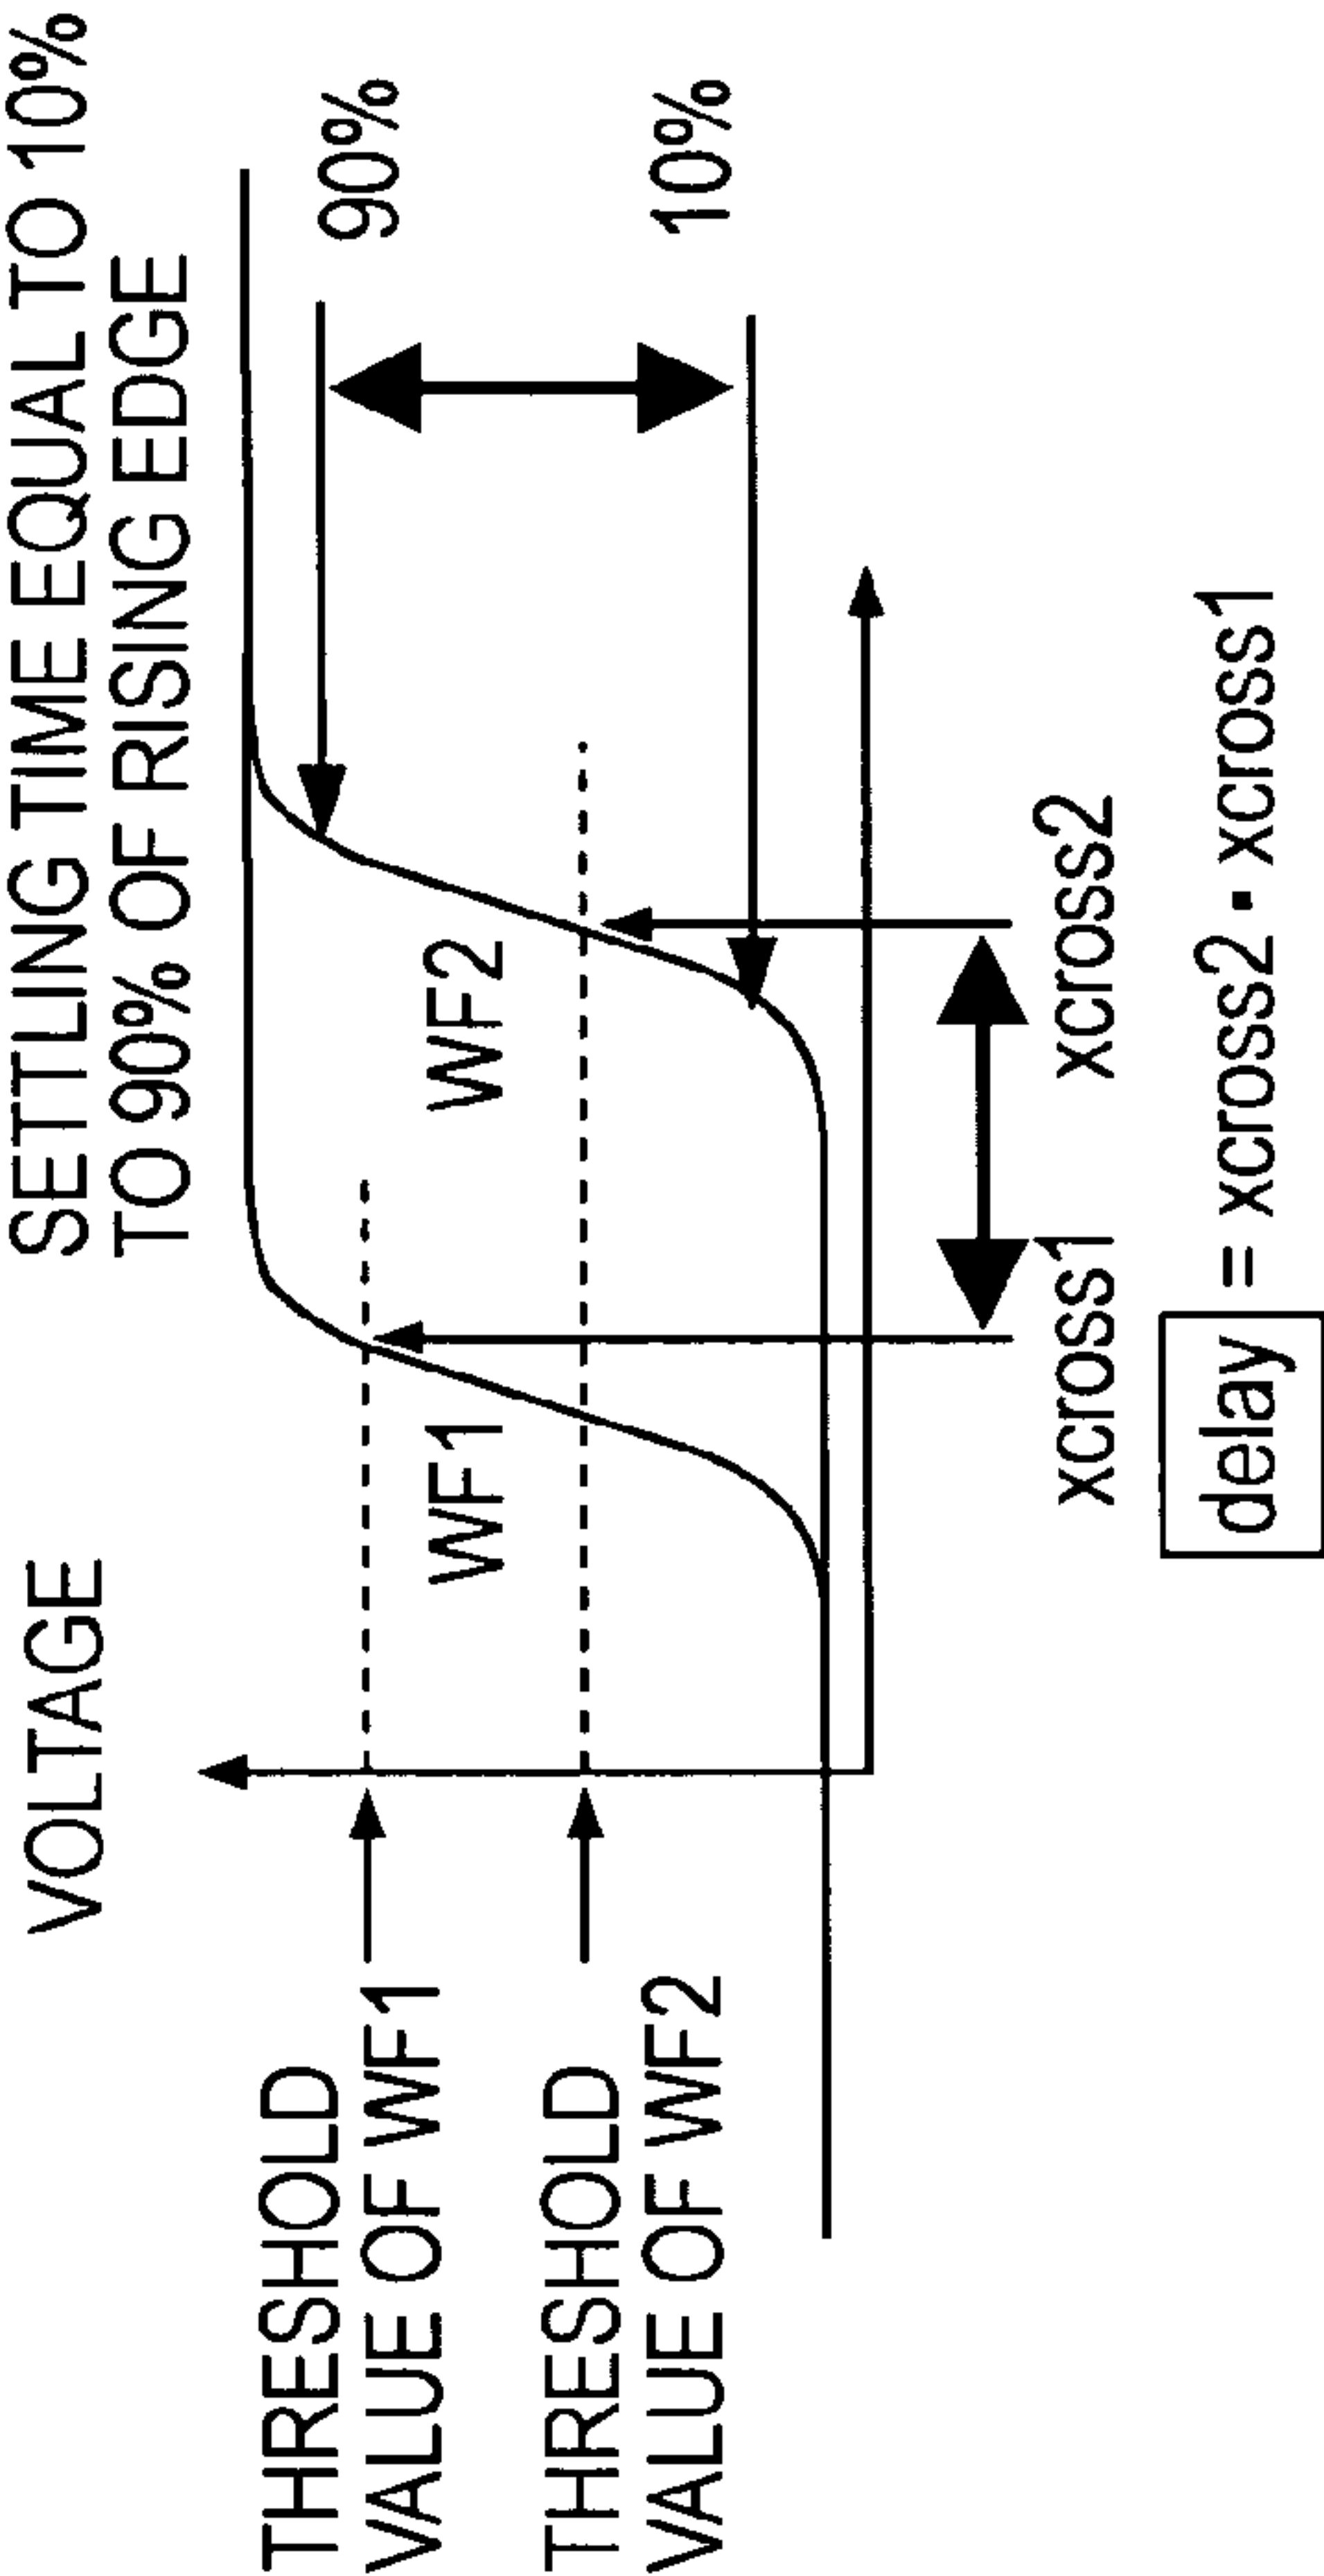 VOLTAGE
SETTLING TIME EQUAL TO 10%
TO 90% OF RISING EDGE
THRESHOLD
VALUE OF WF1
THRESHOLD
VALUE OF WF2
WF1
WF2
90%
10%
xcross1
xcross2
delay = xcross2 ▪ xcross1